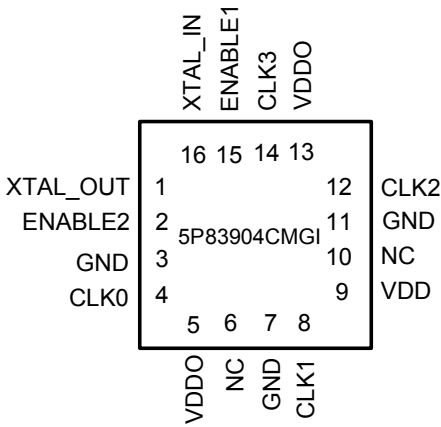 XTAL_IN
ENABLE1
CLK3
VDDO
16 15 14 13
XTAL_OUT 1 12 CLK2
ENABLE2 2 11 GND
5P83904CMGI
GND 3 10 NC
CLK0 4 9 VDD
5 6 7 8
VDDO
NC
GND
CLK1